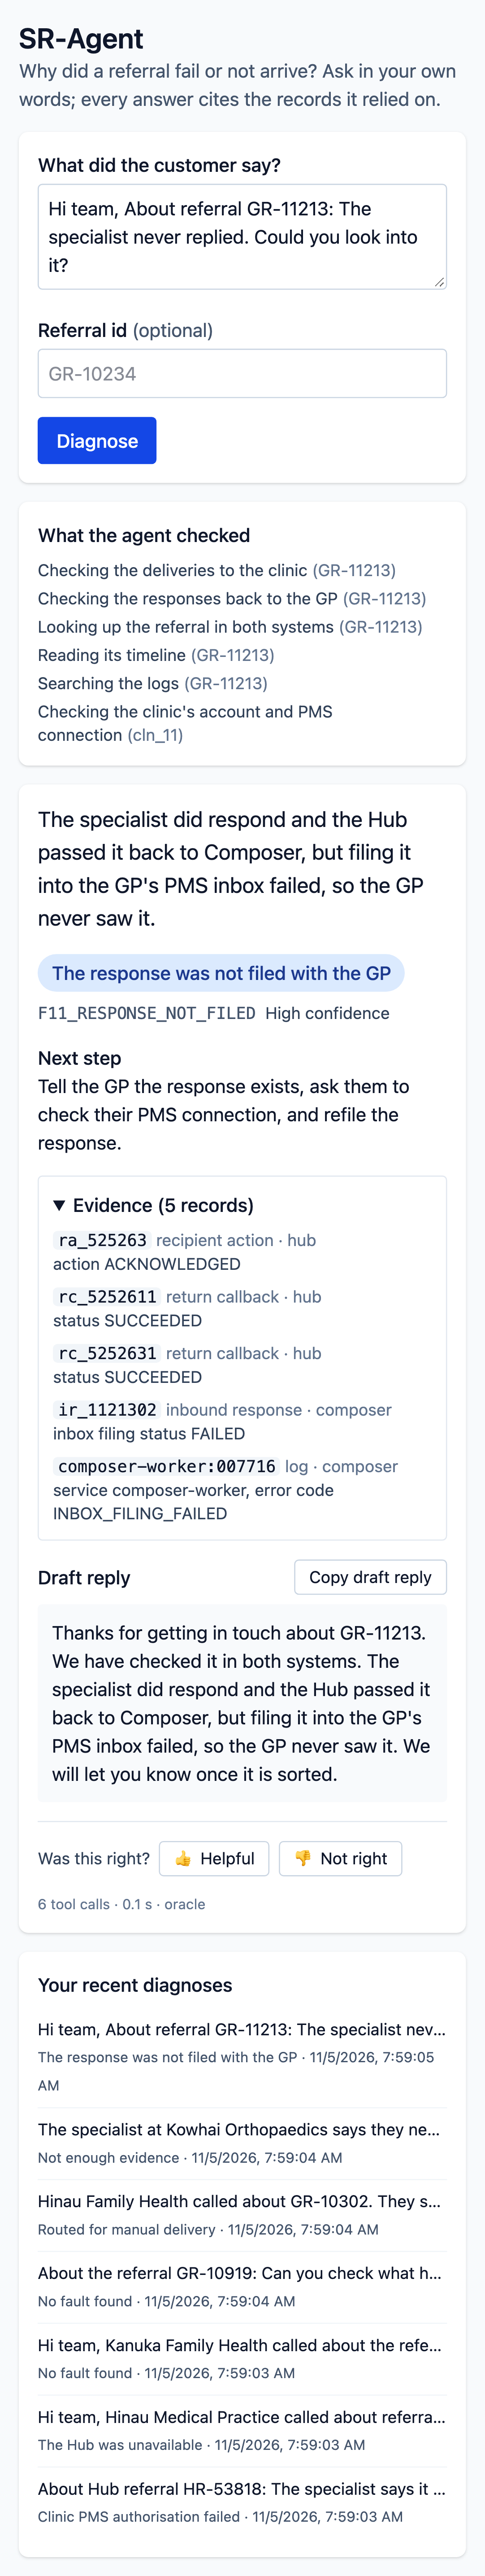 SR-Agent
Why did a referral fail or not arrive? Ask in your own
words; every answer cites the records it relied on.
What did the customer say?
Hi team, About referral GR-11213: The
specialist never replied. Could you look into
it?
Referral id (optional)
GR-10234
Diagnose
What the agent checked
Checking the deliveries to the clinic (GR-11213)
Checking the responses back to the GP (GR-11213)
Looking up the referral in both systems (GR-11213)
Reading its timeline (GR-11213)
Searching the logs (GR-11213)
Checking the clinic's account and PMS
connection (cln_11)
The specialist did respond and the Hub
passed it back to Composer, but filing it
into the GP's PMS inbox failed, so the GP
never saw it.
The response was not filed with the GP
F11_RESPONSE_NOT_FILED High confidence
Next step
Tell the GP the response exists, ask them to
check their PMS connection, and refile the
response.
▼ Evidence (5 records)
ra_525263 recipient action · hub
action ACKNOWLEDGED
rc_5252611 return callback · hub
status SUCCEEDED
rc_5252631 return callback · hub
status SUCCEEDED
ir_1121302 inbound response · composer
inbox filing status FAILED
composer-worker:007716 log · composer
service composer-worker, error code
INBOX_FILING_FAILED
Draft reply
Copy draft reply
Thanks for getting in touch about GR-11213.
We have checked it in both systems. The
specialist did respond and the Hub passed it
back to Composer, but filing it into the GP's
PMS inbox failed, so the GP never saw it. We
will let you know once it is sorted.
Was this right? 👍 Helpful 👎 Not right
6 tool calls · 0.1 s · oracle
Your recent diagnoses
Hi team, About referral GR-11213: The specialist nev...
The response was not filed with the GP · 11/5/2026, 7:59:05
AM
The specialist at Kowhai Orthopaedics says they ne...
Not enough evidence · 11/5/2026, 7:59:04 AM
Hinau Family Health called about GR-10302. They s...
Routed for manual delivery · 11/5/2026, 7:59:04 AM
About the referral GR-10919: Can you check what h...
No fault found · 11/5/2026, 7:59:04 AM
Hi team, Kanuka Family Health called about the refe...
No fault found · 11/5/2026, 7:59:03 AM
Hi team, Hinau Medical Practice called about referra...
The Hub was unavailable · 11/5/2026, 7:59:03 AM
About Hub referral HR-53818: The specialist says it ...
Clinic PMS authorisation failed · 11/5/2026, 7:59:03 AM